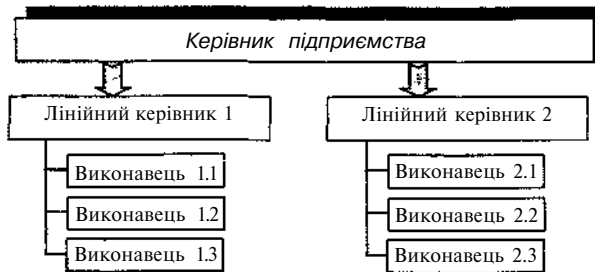 Керівник підприємства
Лінійний керівник 1
Лінійний керівник 2
Виконавець 1.1
Виконавець 2.1
Виконавець 1.2
Виконавець 2.2
Виконавець 1.3
Виконавець 2.3